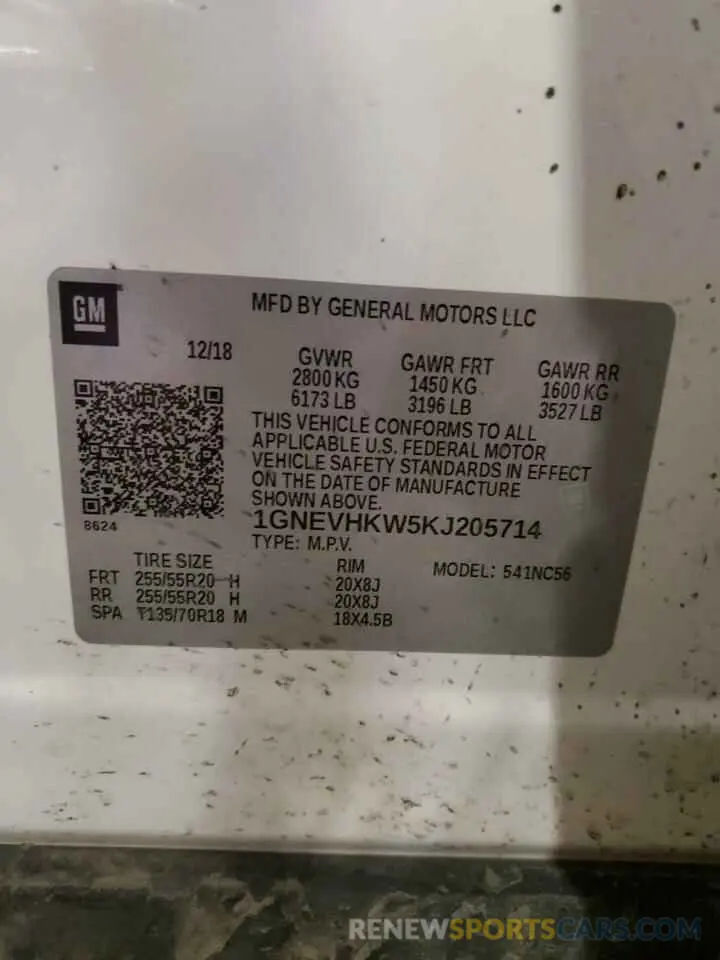 GM
MFD BY GENERAL MOTORS LLC
12/18
GVWR GAWR FRT GAWR RR
2800 KG 1450 KG 1600 KG
6173 LB 3196 LB 3527 LB
THIS VEHICLE CONFORMS TO ALL
APPLICABLE U.S. FEDERAL MOTOR
VEHICLE SAFETY STANDARDS IN EFFECT
ON THE DATE OF MANUFACTURE
SHOWN ABOVE.
8624
1GNEVHKW5KJ205714
TYPE: M.P.V.
TIRE SIZE RIM MODEL: 541NC56
FRT 255/55R20 H 20X8J
RR 255/55R20 H 20X8J
SPA T135/70R18 M 18X4.5B
RENEWSPORTSCARS.COM